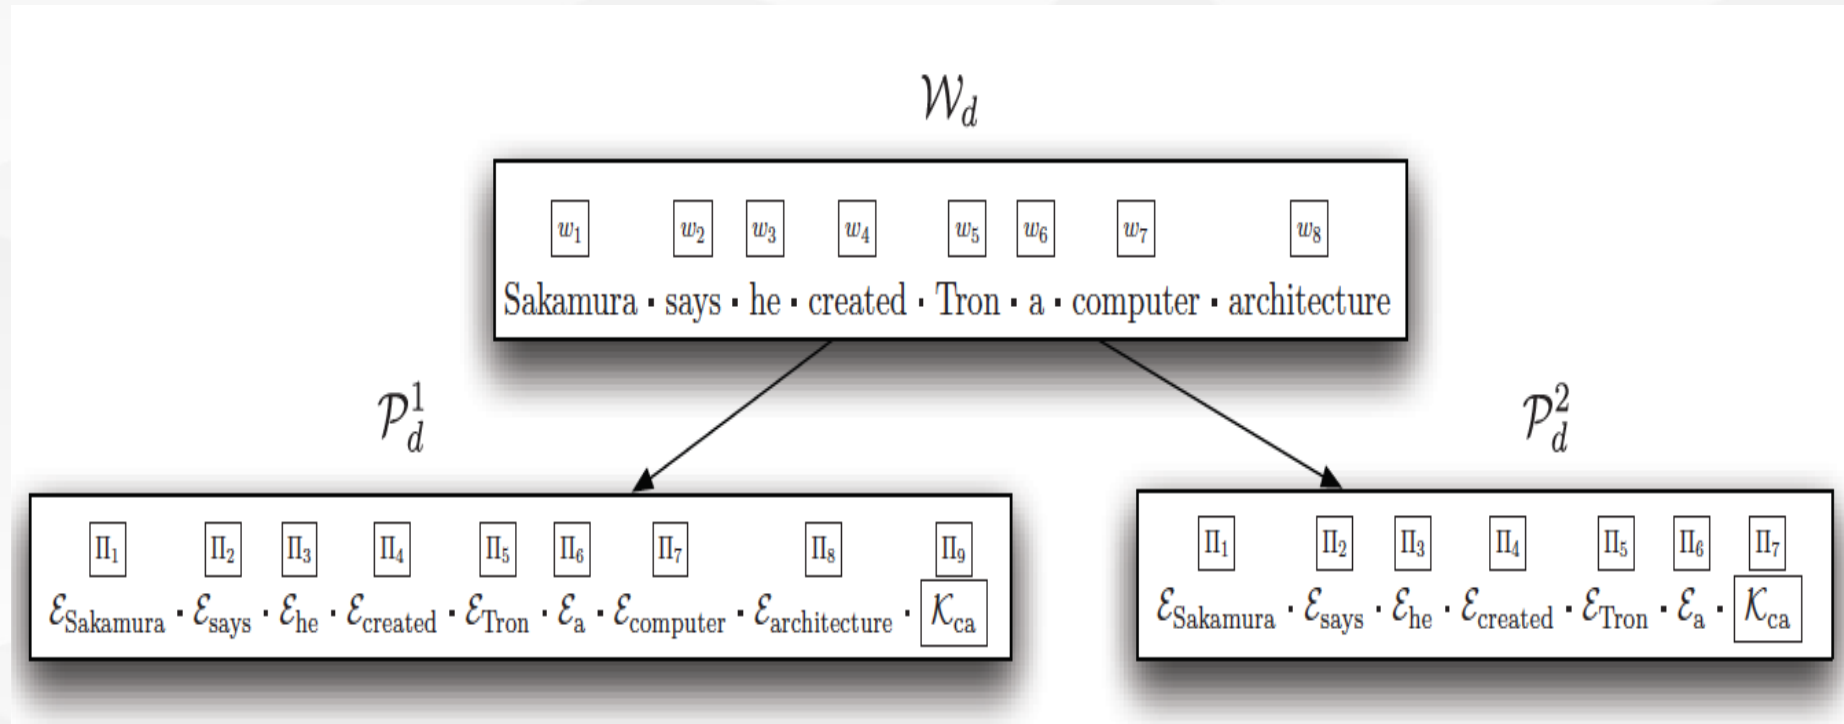 𝒲_d
w₁ w₂ w₃ w₄ w₅ w₆ w₇ w₈
Sakamura · says · he · created · Tron · a · computer · architecture
𝒫_d^1
𝒫_d^2
Π₁ Π₂ Π₃ Π₄ Π₅ Π₆ Π₇ Π₈ Π₉
ℰ_Sakamura · ℰ_says · ℰ_he · ℰ_created · ℰ_Tron · ℰ_a · ℰ_computer · ℰ_architecture · 𝒦_ca
Π₁ Π₂ Π₃ Π₄ Π₅ Π₆ Π₇
ℰ_Sakamura · ℰ_says · ℰ_he · ℰ_created · ℰ_Tron · ℰ_a · 𝒦_ca